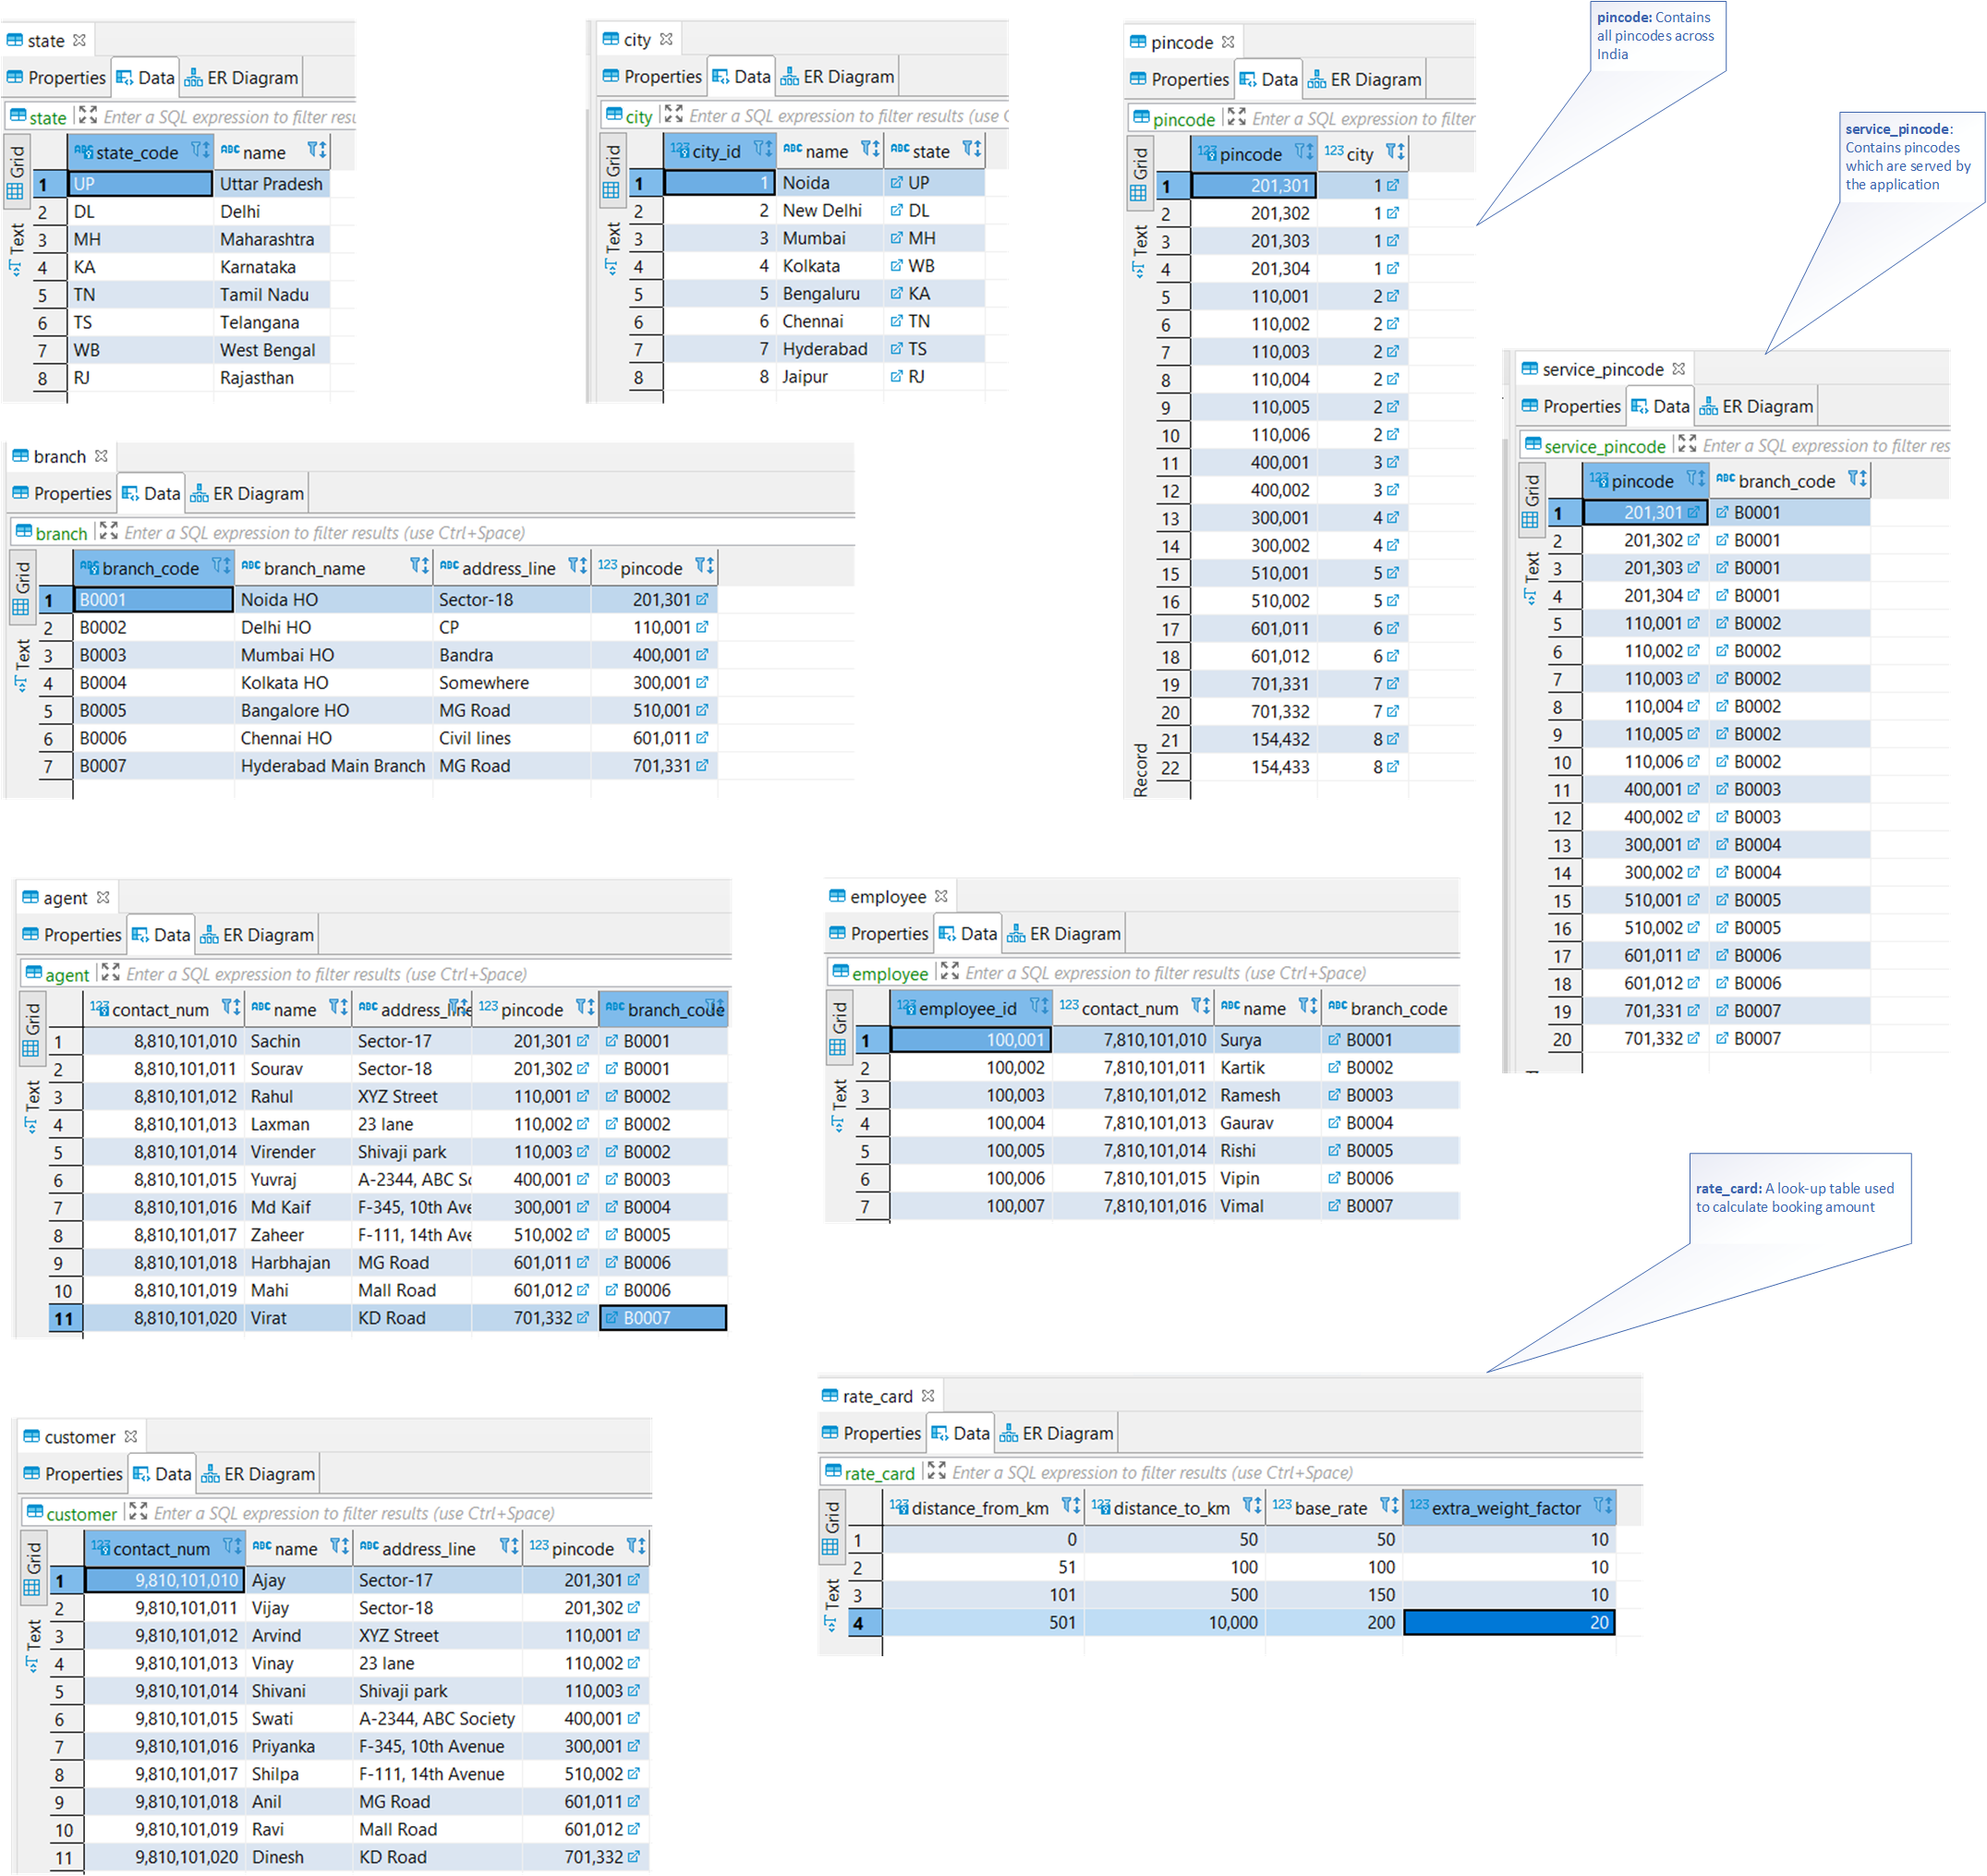 state
Properties Data ER Diagram
state Enter a SQL expression to filter resu
Grid
Text
state_code name
1 UP Uttar Pradesh
2 DL Delhi
3 MH Maharashtra
4 KA Karnataka
5 TN Tamil Nadu
6 TS Telangana
7 WB West Bengal
8 RJ Rajasthan
city
Properties Data ER Diagram
city Enter a SQL expression to filter results (use C
Grid
Text
city_id name state
1 1 Noida UP
2 2 New Delhi DL
3 3 Mumbai MH
4 4 Kolkata WB
5 5 Bengaluru KA
6 6 Chennai TN
7 7 Hyderabad TS
8 8 Jaipur RJ
pincode
Properties Data ER Diagram
pincode Enter a SQL expression to filter
Grid
Text
Record
pincode city
1 201,301 1
2 201,302 1
3 201,303 1
4 201,304 1
5 110,001 2
6 110,002 2
7 110,003 2
8 110,004 2
9 110,005 2
10 110,006 2
11 400,001 3
12 400,002 3
13 300,001 4
14 300,002 4
15 510,001 5
16 510,002 5
17 601,011 6
18 601,012 6
19 701,331 7
20 701,332 7
21 154,432 8
22 154,433 8
pincode: Contains
all pincodes across
India
service_pincode:
Contains pincodes
which are served by
the application
service_pincode
Properties Data ER Diagram
service_pincode Enter a SQL expression to filter res
Grid
Text
pincode branch_code
1 201,301 B0001
2 201,302 B0001
3 201,303 B0001
4 201,304 B0001
5 110,001 B0002
6 110,002 B0002
7 110,003 B0002
8 110,004 B0002
9 110,005 B0002
10 110,006 B0002
11 400,001 B0003
12 400,002 B0003
13 300,001 B0004
14 300,002 B0004
15 510,001 B0005
16 510,002 B0005
17 601,011 B0006
18 601,012 B0006
19 701,331 B0007
20 701,332 B0007
branch
Properties Data ER Diagram
branch Enter a SQL expression to filter results (use Ctrl+Space)
Grid
Text
branch_code branch_name address_line pincode
1 B0001 Noida HO Sector-18 201,301
2 B0002 Delhi HO CP 110,001
3 B0003 Mumbai HO Bandra 400,001
4 B0004 Kolkata HO Somewhere 300,001
5 B0005 Bangalore HO MG Road 510,001
6 B0006 Chennai HO Civil lines 601,011
7 B0007 Hyderabad Main Branch MG Road 701,331
agent
Properties Data ER Diagram
agent Enter a SQL expression to filter results (use Ctrl+Space)
Grid
Text
contact_num name address_line pincode branch_code
1 8,810,101,010 Sachin Sector-17 201,301 B0001
2 8,810,101,011 Sourav Sector-18 201,302 B0001
3 8,810,101,012 Rahul XYZ Street 110,001 B0002
4 8,810,101,013 Laxman 23 lane 110,002 B0002
5 8,810,101,014 Virender Shivaji park 110,003 B0002
6 8,810,101,015 Yuvraj A-2344, ABC Sc 400,001 B0003
7 8,810,101,016 Md Kaif F-345, 10th Ave 300,001 B0004
8 8,810,101,017 Zaheer F-111, 14th Ave 510,002 B0005
9 8,810,101,018 Harbhajan MG Road 601,011 B0006
10 8,810,101,019 Mahi Mall Road 601,012 B0006
11 8,810,101,020 Virat KD Road 701,332 B0007
employee
Properties Data ER Diagram
employee Enter a SQL expression to filter results (use Ctrl+Space)
Grid
Text
employee_id contact_num name branch_code
1 100,001 7,810,101,010 Surya B0001
2 100,002 7,810,101,011 Kartik B0002
3 100,003 7,810,101,012 Ramesh B0003
4 100,004 7,810,101,013 Gaurav B0004
5 100,005 7,810,101,014 Rishi B0005
6 100,006 7,810,101,015 Vipin B0006
7 100,007 7,810,101,016 Vimal B0007
rate_card: A look-up table used
to calculate booking amount
rate_card
Properties Data ER Diagram
rate_card Enter a SQL expression to filter results (use Ctrl+Space)
Grid
Text
distance_from_km distance_to_km base_rate extra_weight_factor
1 0 50 50 10
2 51 100 100 10
3 101 500 150 10
4 501 10,000 200 20
customer
Properties Data ER Diagram
customer Enter a SQL expression to filter results (use Ctrl+Space)
Grid
Text
contact_num name address_line pincode
1 9,810,101,010 Ajay Sector-17 201,301
2 9,810,101,011 Vijay Sector-18 201,302
3 9,810,101,012 Arvind XYZ Street 110,001
4 9,810,101,013 Vinay 23 lane 110,002
5 9,810,101,014 Shivani Shivaji park 110,003
6 9,810,101,015 Swati A-2344, ABC Society 400,001
7 9,810,101,016 Priyanka F-345, 10th Avenue 300,001
8 9,810,101,017 Shilpa F-111, 14th Avenue 510,002
9 9,810,101,018 Anil MG Road 601,011
10 9,810,101,019 Ravi Mall Road 601,012
11 9,810,101,020 Dinesh KD Road 701,332